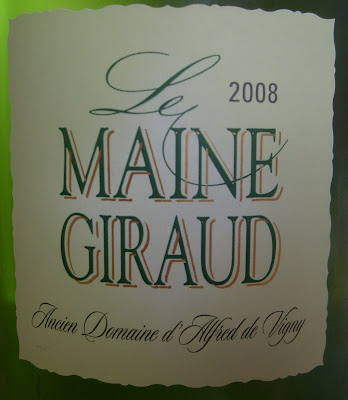 Le 2008
MAINE
GIRAUD
Ancien Domaine d'Alfred de Vigny